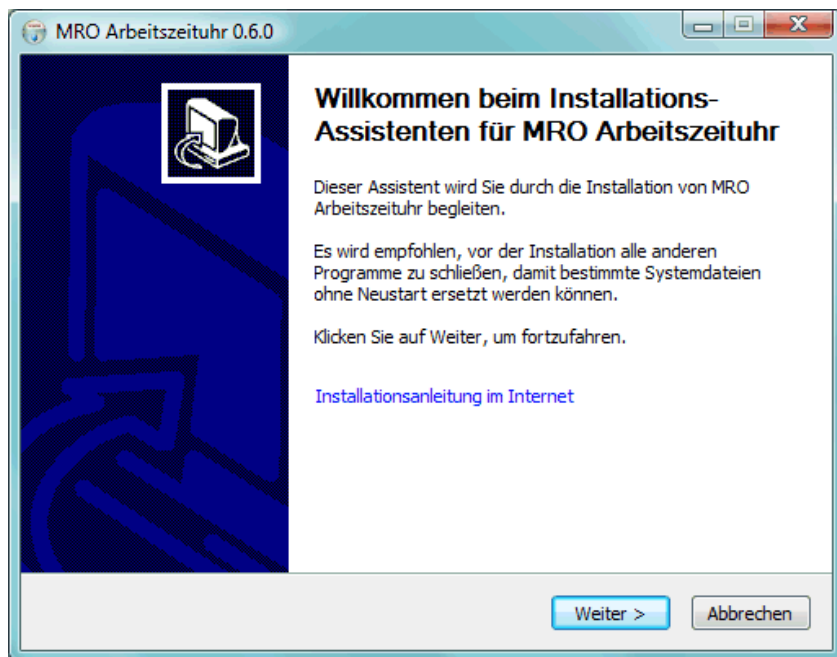 MRO Arbeitszeituhr 0.6.0
Willkommen beim Installations-
Assistenten für MRO Arbeitszeituhr
Dieser Assistent wird Sie durch die Installation von MRO
Arbeitszeituhr begleiten.
Es wird empfohlen, vor der Installation alle anderen
Programme zu schließen, damit bestimmte Systemdateien
ohne Neustart ersetzt werden können.
Klicken Sie auf Weiter, um fortzufahren.
Installationsanleitung im Internet
Weiter >
Abbrechen